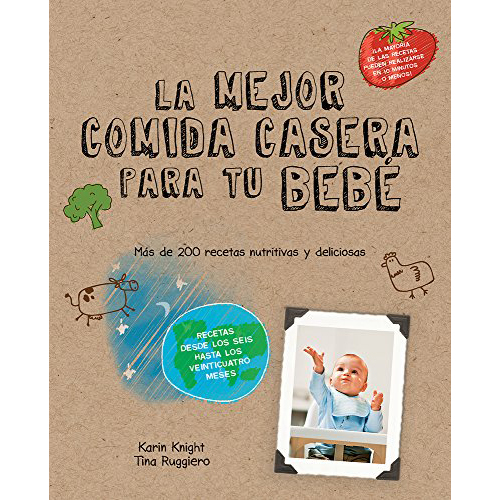 ¡LA MAYORÍA
DE LAS RECETAS
PUEDEN REALIZARSE
EN 10 MINUTOS
O MENOS!
LA MEJOR
COMIDA CASERA
PARA TU BEBÉ
Más de 200 recetas nutritivas y deliciosas
RECETAS
DESDE LOS SEIS
HASTA LOS
VEINTICUATRO
MESES
Karin Knight
Tina Ruggiero